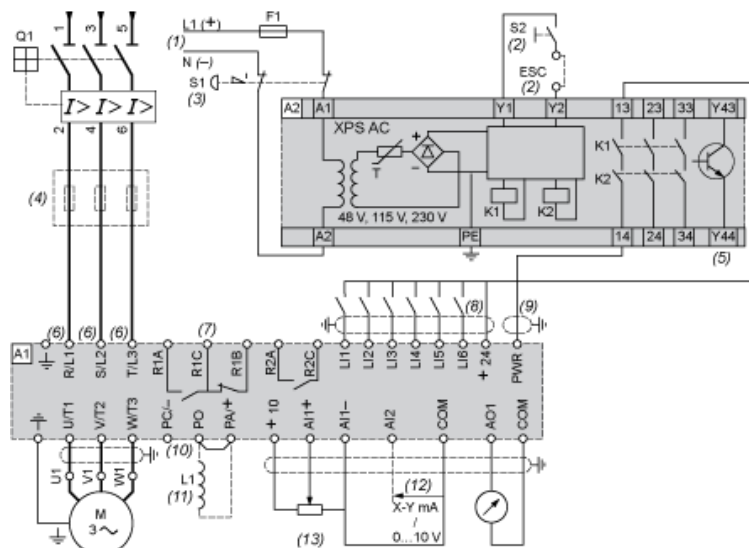 1 3 5
Q1
I> I> I>
2 4 6
(4)
L1 (+) F1
(1)
N (–)
S1
(3)
S2
(2)
ESC
(2)
A2 A1 Y1 Y2 13 23 33 Y43
XPS AC
+
T
–
K1
K2
48 V, 115 V, 230 V
K1 K2
A2 PE 14 24 34 Y44
(5)
(6) (6) (6) (7) (8) (9)
A1
R/L1 S/L2 T/L3 R1A R1C R1B R2A R2C LI1 LI2 LI3 LI4 LI5 LI6 + 24 PWR
U/T1 V/T2 W/T3 PC/– PO PA/+ + 10 AI1+ AI1– AI2 COM AO1 COM
(10)
U1 V1 W1
L1
(11)
(12)
X-Y mA
/
0...10 V
(13)
M
3 ~